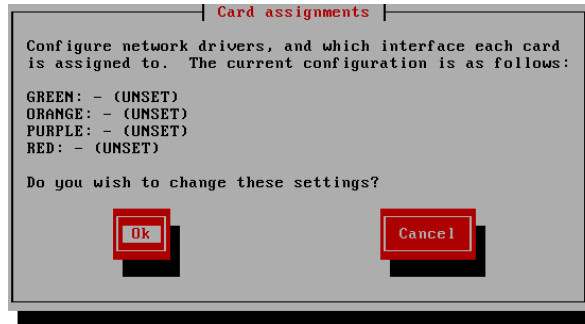 Card assignments
Configure network drivers, and which interface each card
is assigned to.  The current configuration is as follows:
GREEN: - (UNSET)
ORANGE: - (UNSET)
PURPLE: - (UNSET)
RED: - (UNSET)
Do you wish to change these settings?
Ok Cancel